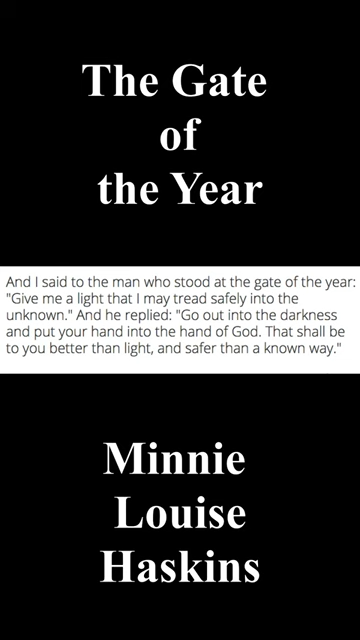 The Gate
of
the Year
And I said to the man who stood at the gate of the year:
"Give me a light that I may tread safely into the
unknown." And he replied: "Go out into the darkness
and put your hand into the hand of God. That shall be
to you better than light, and safer than a known way."
Minnie
Louise
Haskins